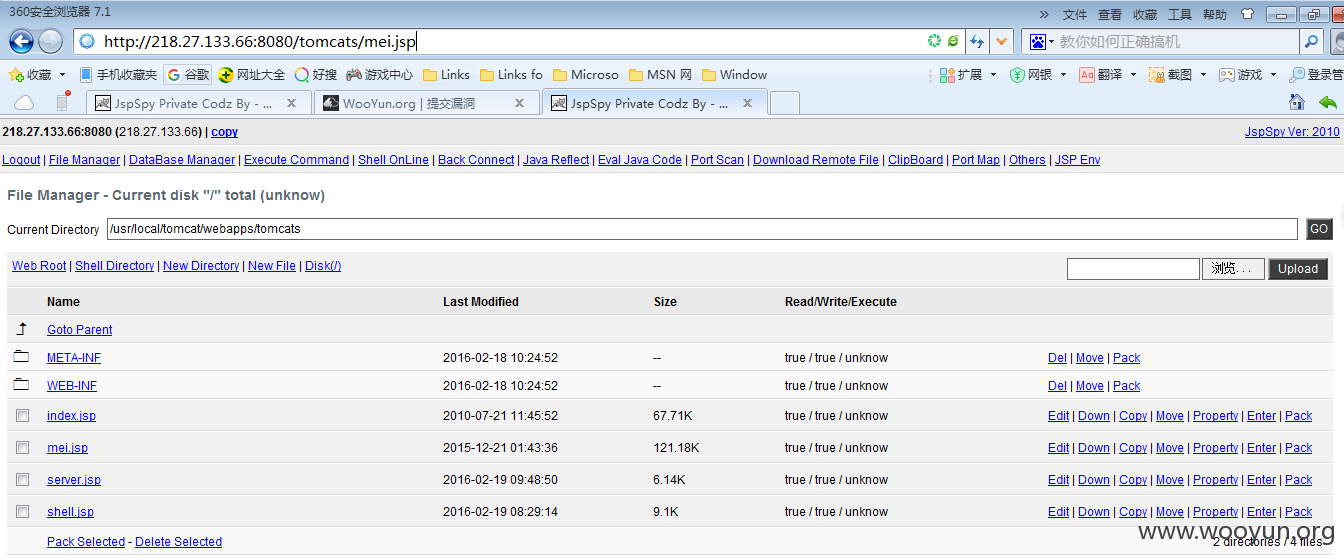 360安全浏览器 7.1
» 文件 查看 收藏 工具 帮助
http://218.27.133.66:8080/tomcats/mei.jsp
教你如何正确搞机
收藏 手机收藏夹 谷歌 网址大全 好搜 游戏中心 Links Links fo Microso MSN 网 Window 扩展 网银 翻译 截图 游戏 登录管
JspSpy Private Codz By - ... WooYun.org | 提交漏洞 JspSpy Private Codz By - ...
218.27.133.66:8080 (218.27.133.66) | copy JspSpy Ver: 2010
Logout | File Manager | DataBase Manager | Execute Command | Shell OnLine | Back Connect | Java Reflect | Eval Java Code | Port Scan | Download Remote File | ClipBoard | Port Map | Others | JSP Env
File Manager - Current disk "/" total (unknow)
Current Directory /usr/local/tomcat/webapps/tomcats GO
Web Root | Shell Directory | New Directory | New File | Disk(/) 浏览... Upload
Name Last Modified Size Read/Write/Execute
Goto Parent
META-INF 2016-02-18 10:24:52 -- true / true / unknow Del | Move | Pack
WEB-INF 2016-02-18 10:24:52 -- true / true / unknow Del | Move | Pack
index.jsp 2010-07-21 11:45:52 67.71K true / true / unknow Edit | Down | Copy | Move | Property | Enter | Pack
mei.jsp 2015-12-21 01:43:36 121.18K true / true / unknow Edit | Down | Copy | Move | Property | Enter | Pack
server.jsp 2016-02-19 09:48:50 6.14K true / true / unknow Edit | Down | Copy | Move | Property | Enter | Pack
shell.jsp 2016-02-19 08:29:14 9.1K true / true / unknow Edit | Down | Copy | Move | Property | Enter | Pack
Pack Selected - Delete Selected 2 directories / 4 files
www.wooyun.org